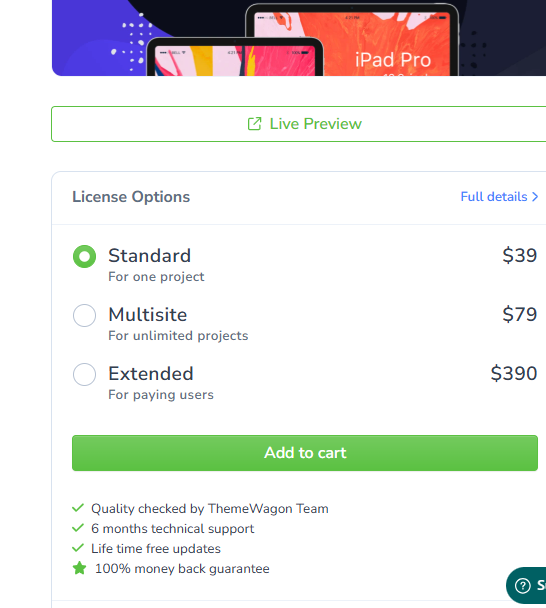 iPad Pro
Live Preview
License Options
Full details
Standard
$39
For one project
Multisite
$79
For unlimited projects
Extended
$390
For paying users
Add to cart
Quality checked by ThemeWagon Team
6 months technical support
Life time free updates
100% money back guarantee